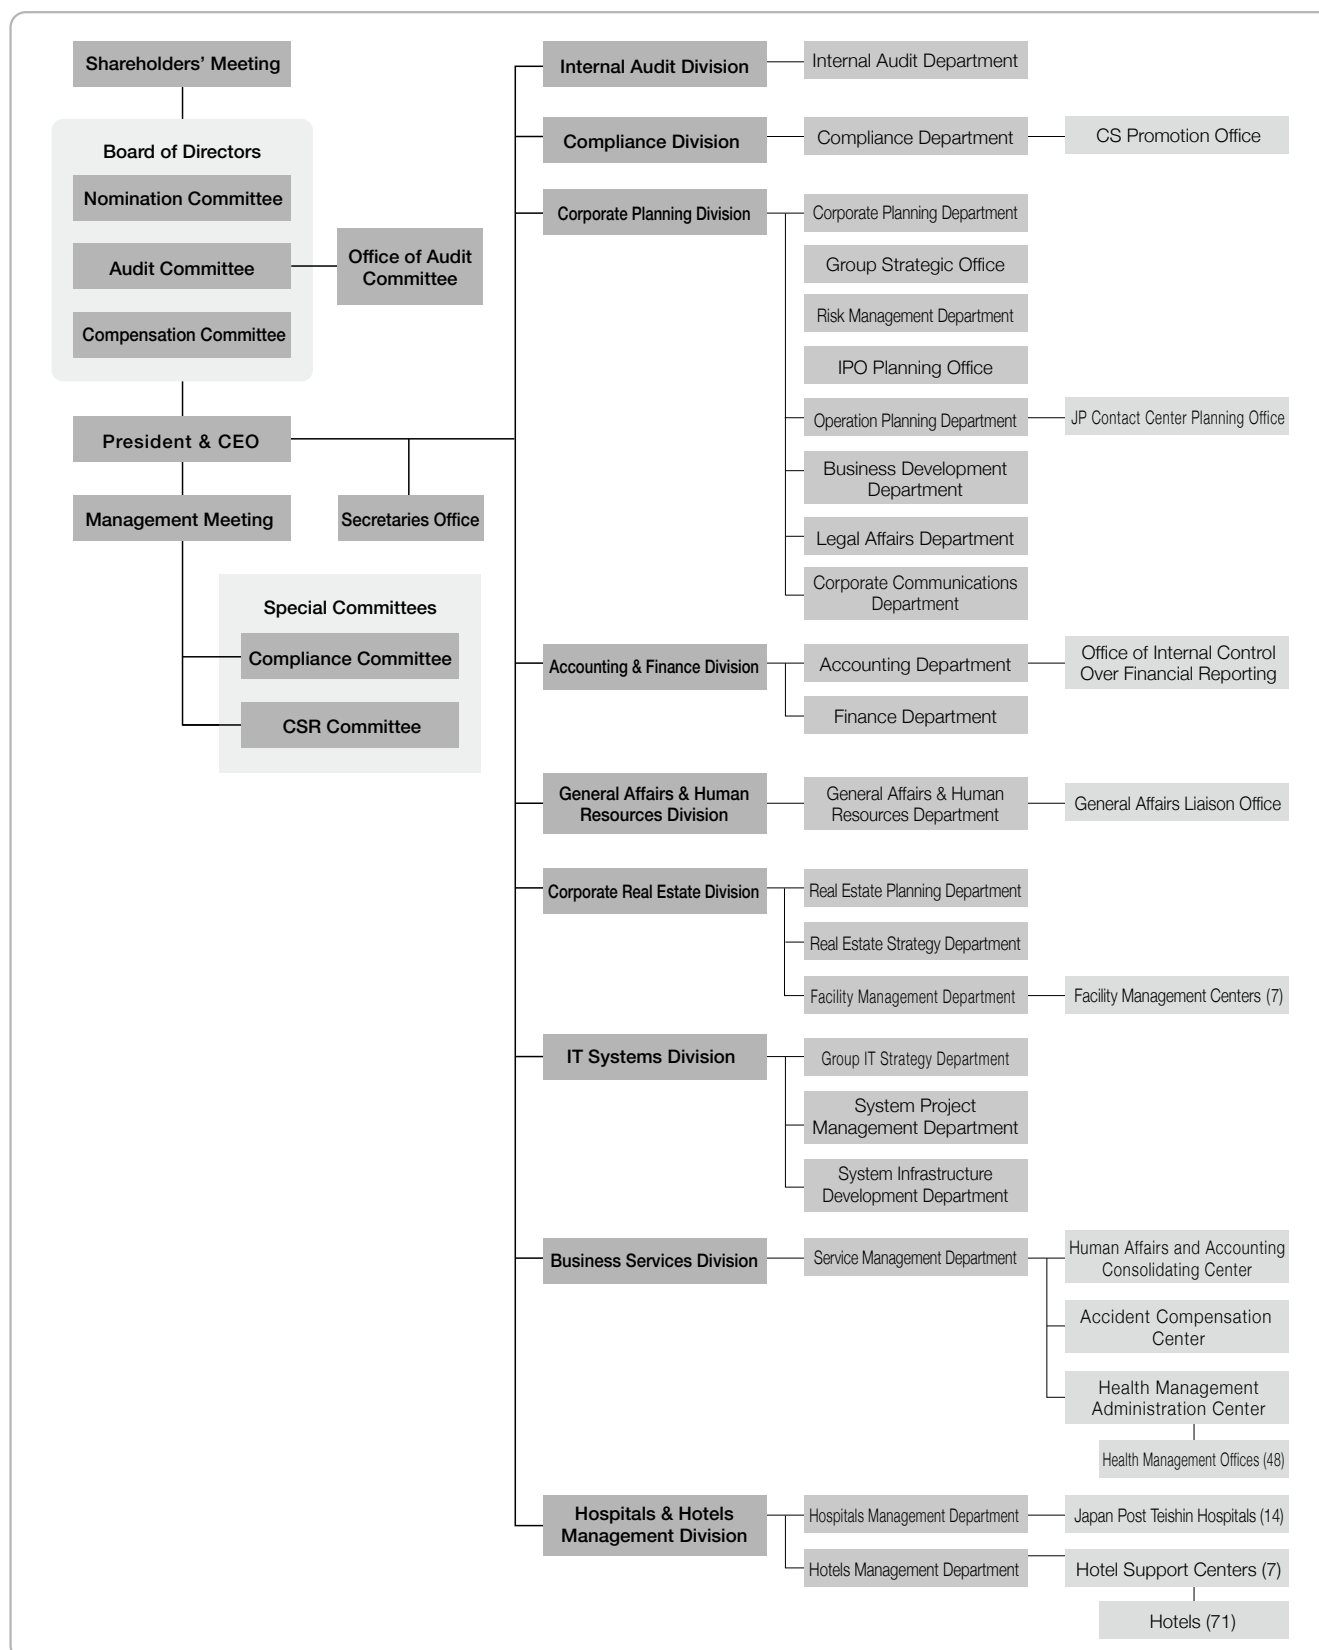 Shareholders' Meeting
Board of Directors
Nomination Committee
Audit Committee
Office of Audit
Committee
Compensation Committee
President & CEO
Secretaries Office
Management Meeting
Special Committees
Compliance Committee
CSR Committee
Internal Audit Division
Internal Audit Department
Compliance Division
Compliance Department
CS Promotion Office
Corporate Planning Division
Corporate Planning Department
Group Strategic Office
Risk Management Department
IPO Planning Office
Operation Planning Department
JP Contact Center Planning Office
Business Development
Department
Legal Affairs Department
Corporate Communications
Department
Accounting & Finance Division
Accounting Department
Office of Internal Control
Over Financial Reporting
Finance Department
General Affairs & Human
Resources Division
General Affairs & Human
Resources Department
General Affairs Liaison Office
Corporate Real Estate Division
Real Estate Planning Department
Real Estate Strategy Department
Facility Management Department
Facility Management Centers (7)
IT Systems Division
Group IT Strategy Department
System Project
Management Department
System Infrastructure
Development Department
Business Services Division
Service Management Department
Human Affairs and Accounting
Consolidating Center
Accident Compensation
Center
Health Management
Administration Center
Health Management Offices (48)
Hospitals & Hotels
Management Division
Hospitals Management Department
Japan Post Teishin Hospitals (14)
Hotels Management Department
Hotel Support Centers (7)
Hotels (71)